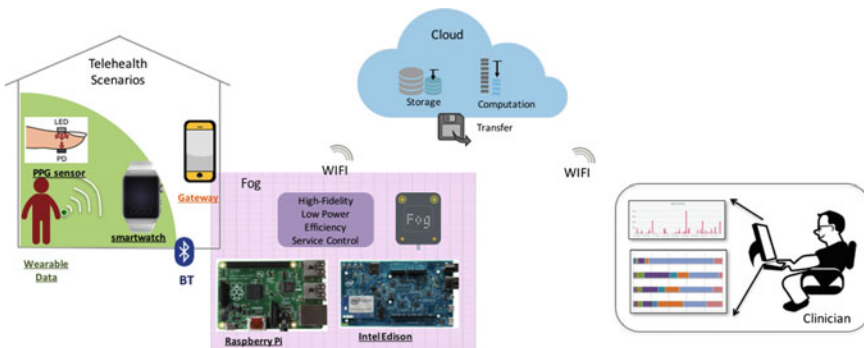 Telehealth
Scenarios
LED
PD
PPG sensor
smartwatch
Gateway
Wearable
Data
BT
WIFI
Fog
High-Fidelity
Low Power
Efficiency
Service Control
Fog
Raspberry Pi
Intel Edison
Cloud
Storage
Computation
Transfer
WIFI
Clinician